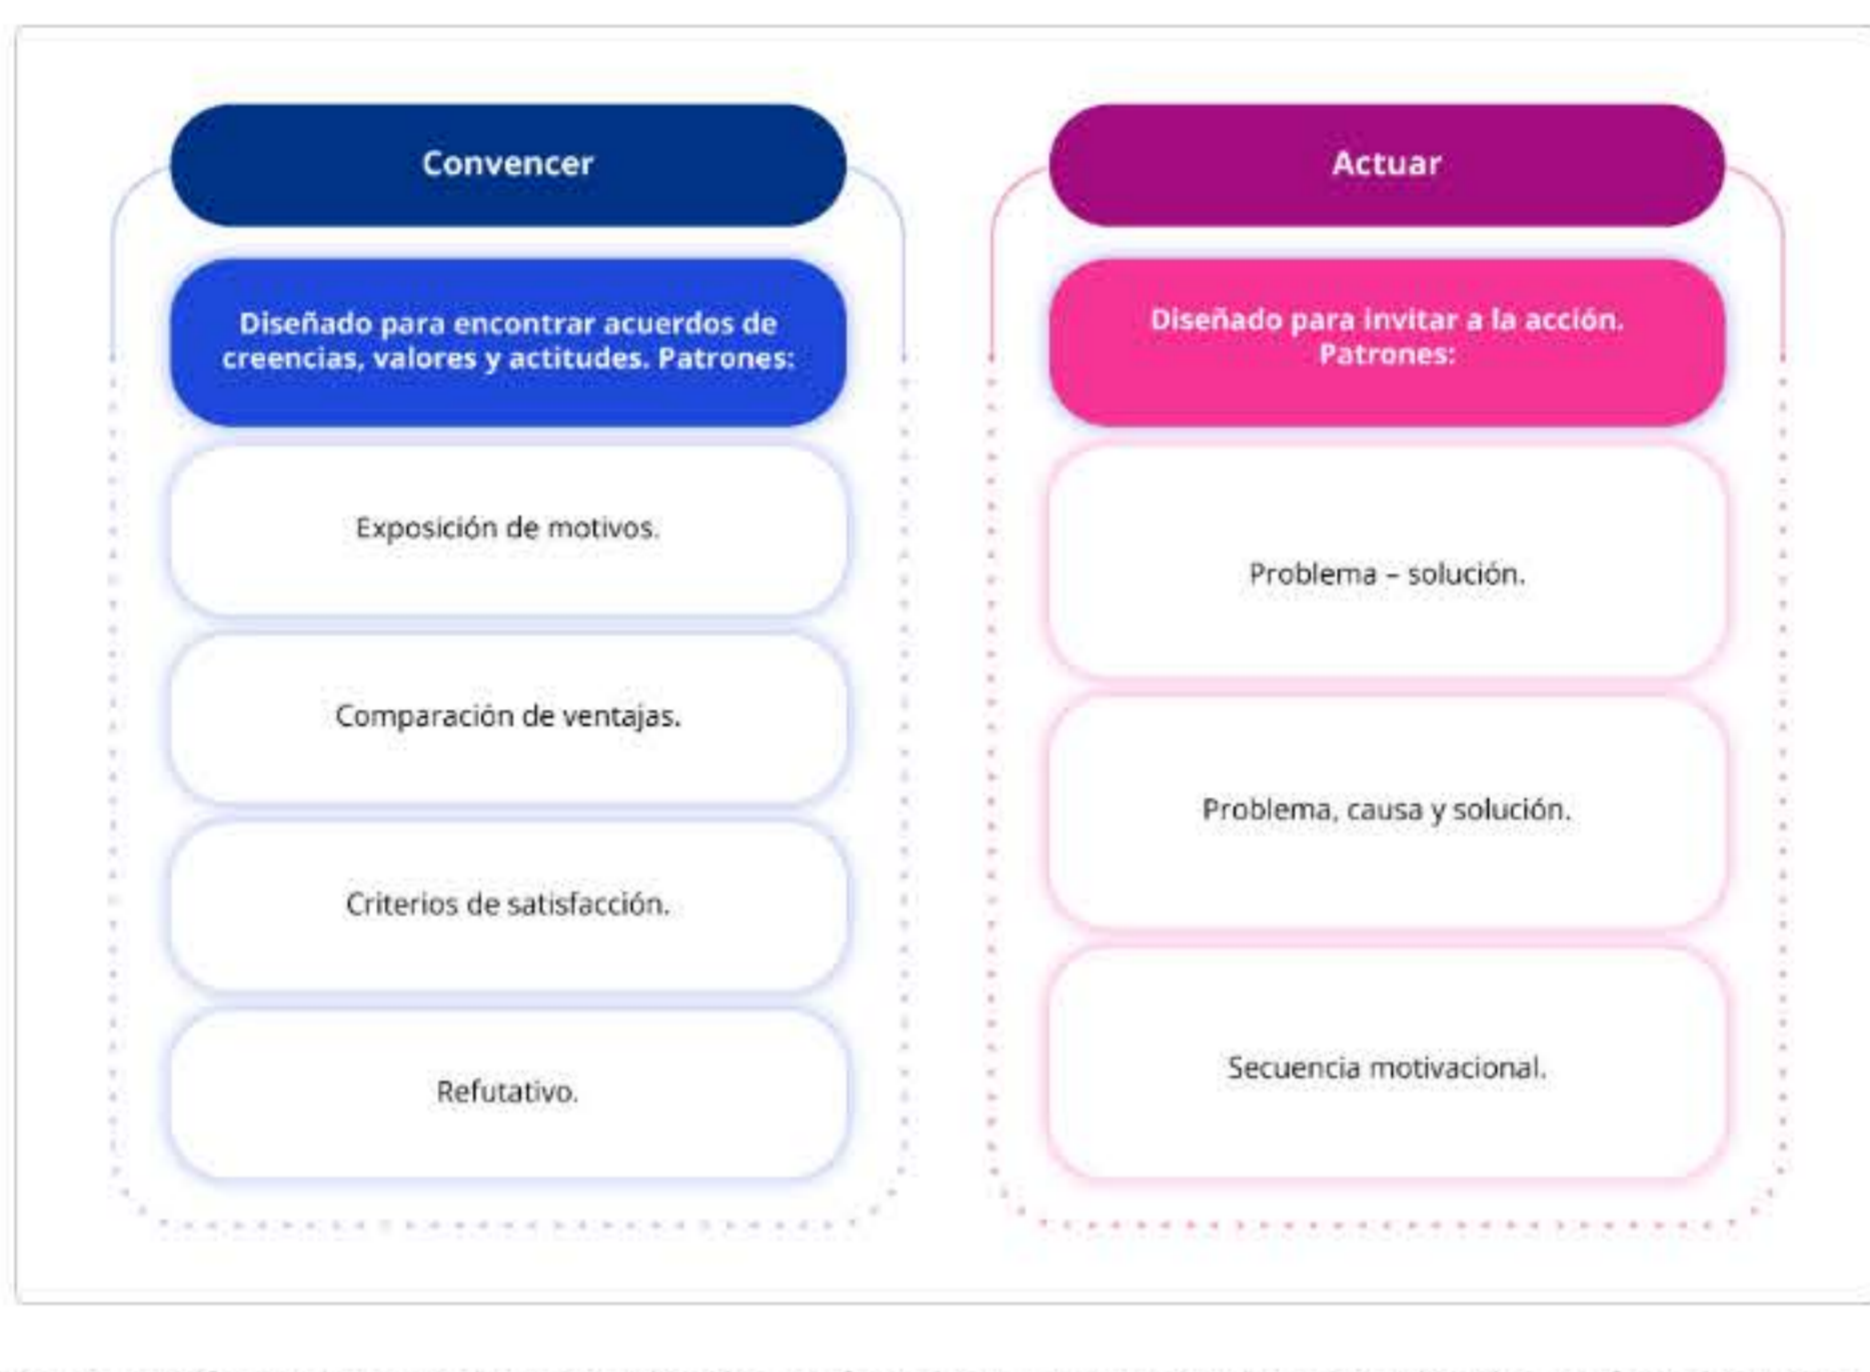 Convencer
Diseñado para encontrar acuerdos de
creencias, valores y actitudes. Patrones:
Exposición de motivos.
Comparación de ventajas.
Criterios de satisfacción.
Refutativo.
Actuar
Diseñado para invitar a la acción.
Patrones:
Problema – solución.
Problema, causa y solución.
Secuencia motivacional.